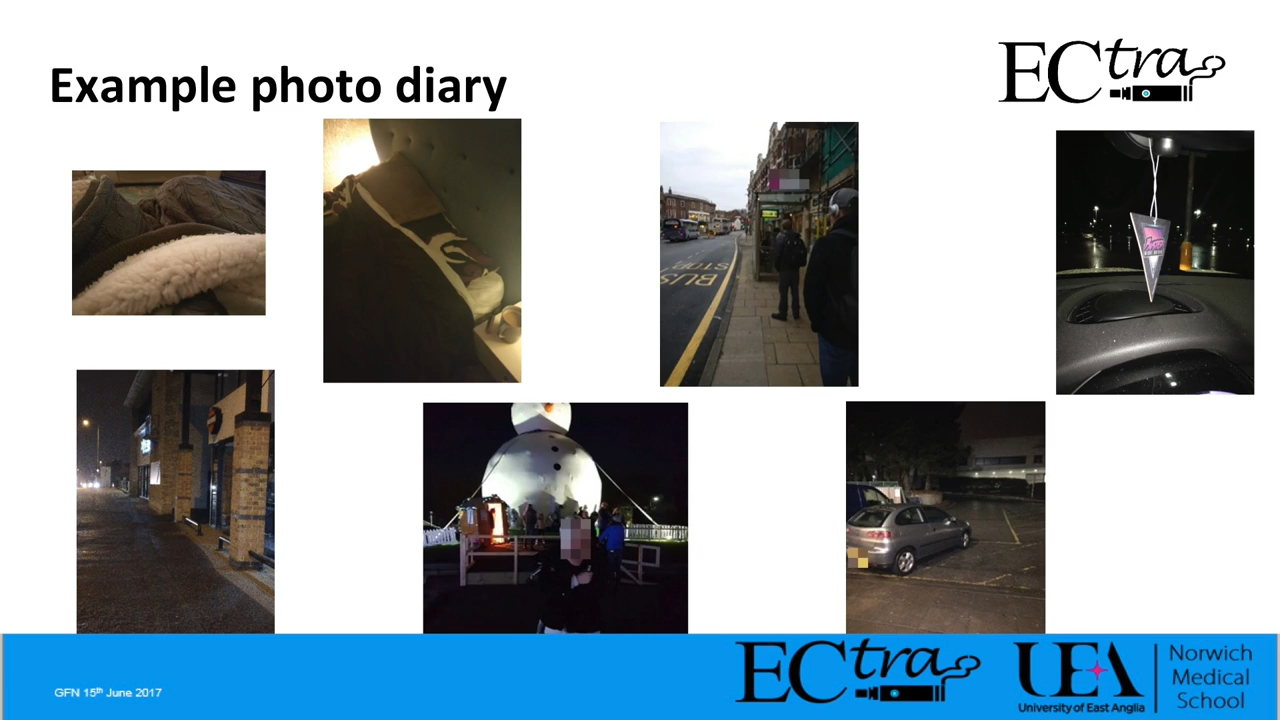 Example photo diary
ECtra
BUS
STOP
GFN 15th June 2017
ECtra
UEA
University of East Anglia
Norwich
Medical
School